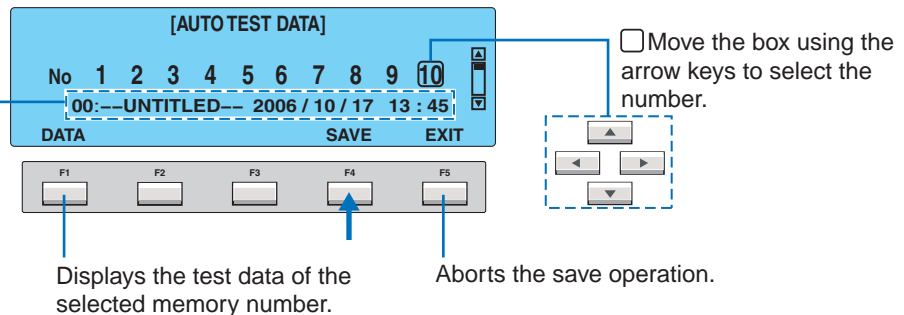 [AUTO TEST DATA]
No 1 2 3 4 5 6 7 8 9 10
00:--UNTITLED-- 2006 / 10 / 17 13 : 45
DATA SAVE EXIT
F1 F2 F3 F4 F5
Move the box using the
arrow keys to select the
number.
Displays the test data of the
selected memory number.
Aborts the save operation.